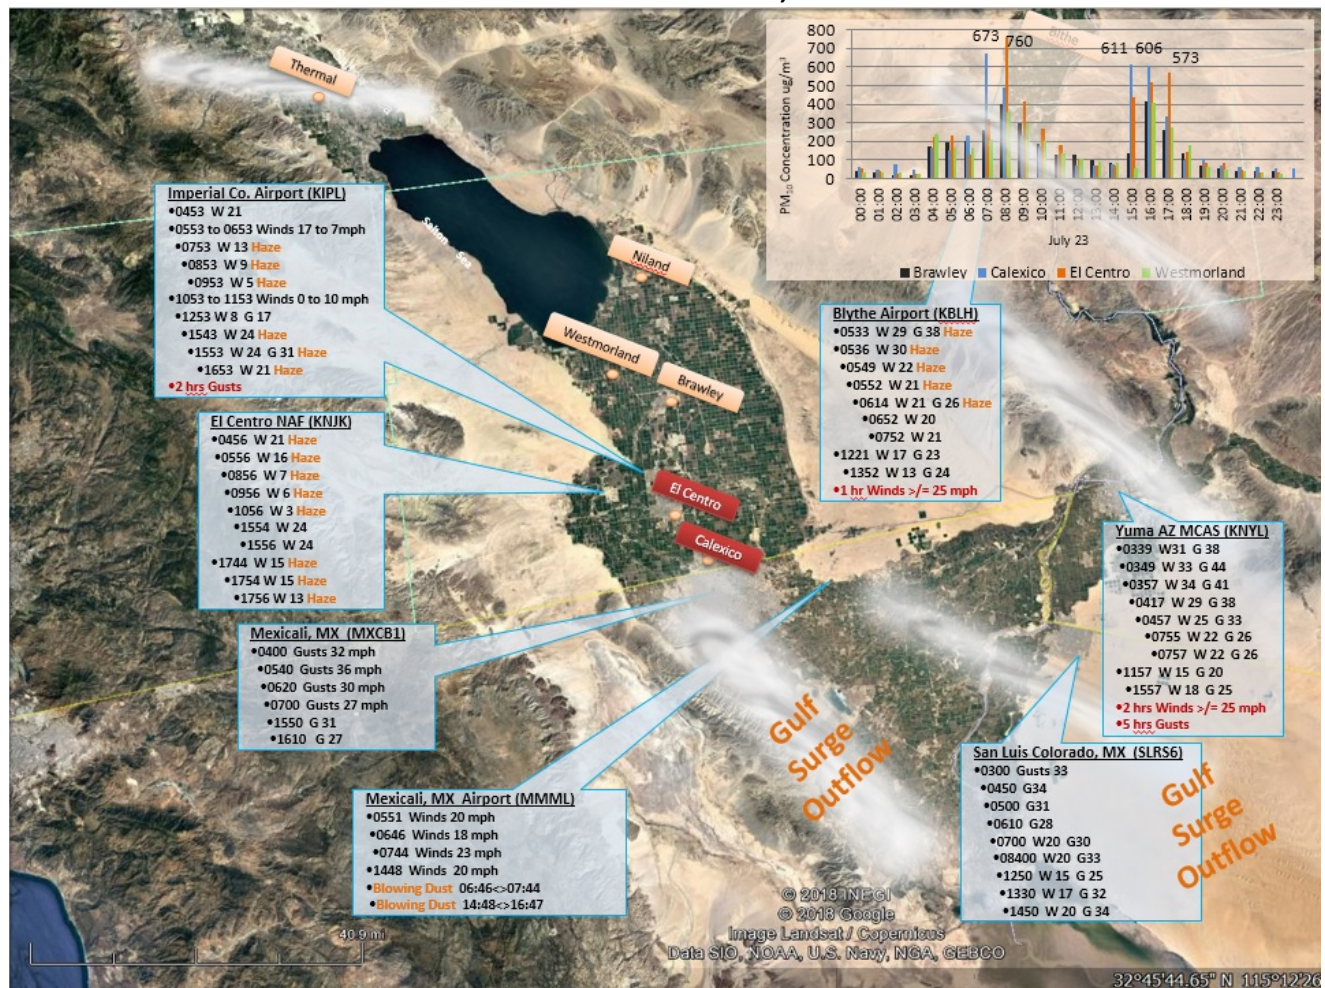 Thermal
Salton Sea
Niland
Westmorland
Brawley
El Centro
Calexico
Blythe
800
700
600
500
400
300
200
100
0
PM10 Concentration ug/m3
673
760
611
606
573
00:00
01:00
02:00
03:00
04:00
05:00
06:00
07:00
08:00
09:00
10:00
11:00
12:00
13:00
14:00
15:00
16:00
17:00
18:00
19:00
20:00
21:00
22:00
23:00
July 23
Brawley Calexico El Centro Westmorland
Imperial Co. Airport (KIPL)
•0453 W 21
•0553 to 0653 Winds 17 to 7mph
•0753 W 13 Haze
•0853 W 9 Haze
•0953 W 5 Haze
•1053 to 1153 Winds 0 to 10 mph
•1253 W 8 G 17
•1543 W 24 Haze
•1553 W 24 G 31 Haze
•1653 W 21 Haze
•2 hrs Gusts
El Centro NAF (KNJK)
•0456 W 21 Haze
•0556 W 16 Haze
•0856 W 7 Haze
•0956 W 6 Haze
•1056 W 3 Haze
•1554 W 24
•1556 W 24
•1744 W 15 Haze
•1754 W 15 Haze
•1756 W 13 Haze
Mexicali, MX (MXCB1)
•0400 Gusts 32 mph
•0540 Gusts 36 mph
•0620 Gusts 30 mph
•0700 Gusts 27 mph
•1550 G 31
•1610 G 27
Mexicali, MX Airport (MMML)
•0551 Winds 20 mph
•0646 Winds 18 mph
•0744 Winds 23 mph
•1448 Winds 20 mph
•Blowing Dust 06:46<>07:44
•Blowing Dust 14:48<>16:47
Blythe Airport (KBLH)
•0533 W 29 G 38 Haze
•0536 W 30 Haze
•0549 W 22 Haze
•0552 W 21 Haze
•0614 W 21 G 26 Haze
•0652 W 20
•0752 W 21
•1221 W 17 G 23
•1352 W 13 G 24
•1 hr Winds >/= 25 mph
Yuma AZ MCAS (KNYL)
•0339 W31 G 38
•0349 W 33 G 44
•0357 W 34 G 41
•0417 W 29 G 38
•0457 W 25 G 33
•0755 W 22 G 26
•0757 W 22 G 26
•1157 W 15 G 20
•1557 W 18 G 25
•2 hrs Winds >/= 25 mph
•5 hrs Gusts
San Luis Colorado, MX (SLRS6)
•0300 Gusts 33
•0450 G34
•0500 G31
•0610 G28
•0700 W20 G30
•08400 W20 G33
•1250 W 15 G 25
•1330 W 17 G 32
•1450 W 20 G 34
Gulf
Surge
Outflow
Gulf
Surge
Outflow
40.9 mi
© 2018 INEGI
© 2018 Google
Image Landsat / Copernicus
Data SIO, NOAA, U.S. Navy, NGA, GEBCO
32°45'44.65" N 115°12'26